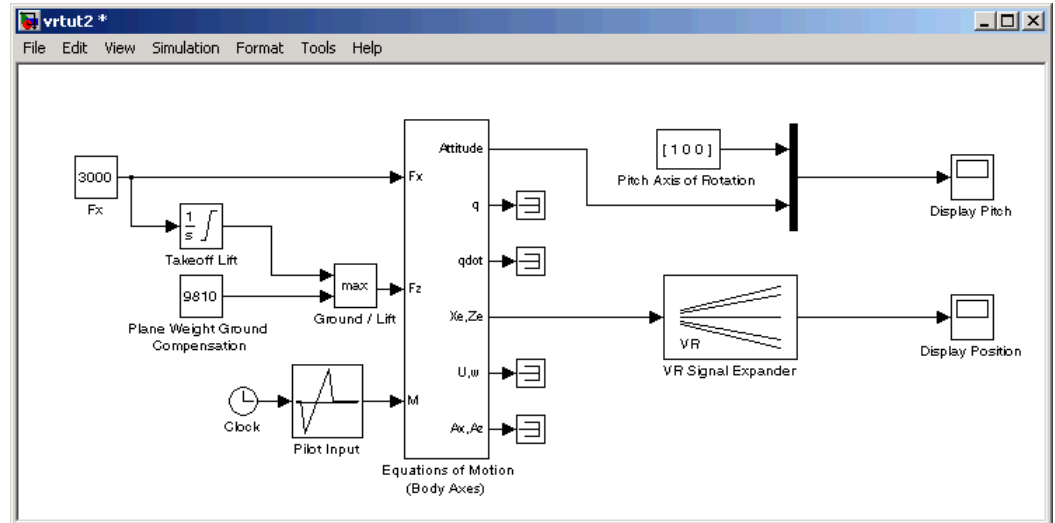 vrtut2 *
File Edit View Simulation Format Tools Help
3000
Fx
1
s
Takeoff Lift
9810
Plane Weight Ground
Compensation
max
Ground / Lift
Clock
Pilot Input
Fx
Fz
M
Attitude
q
qdot
Xe,Ze
U,w
Ax,Az
Equations of Motion
(Body Axes)
[ 1 0 0 ]
Pitch Axis of Rotation
Display Pitch
VR
VR Signal Expander
Display Position